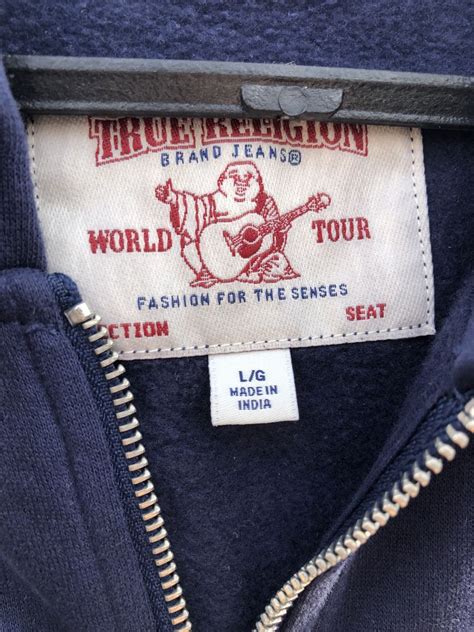 TRUE RELIGION
BRAND JEANS®
WORLD TOUR
FASHION FOR THE SENSES
CTION SEAT
L/G
MADE IN
INDIA